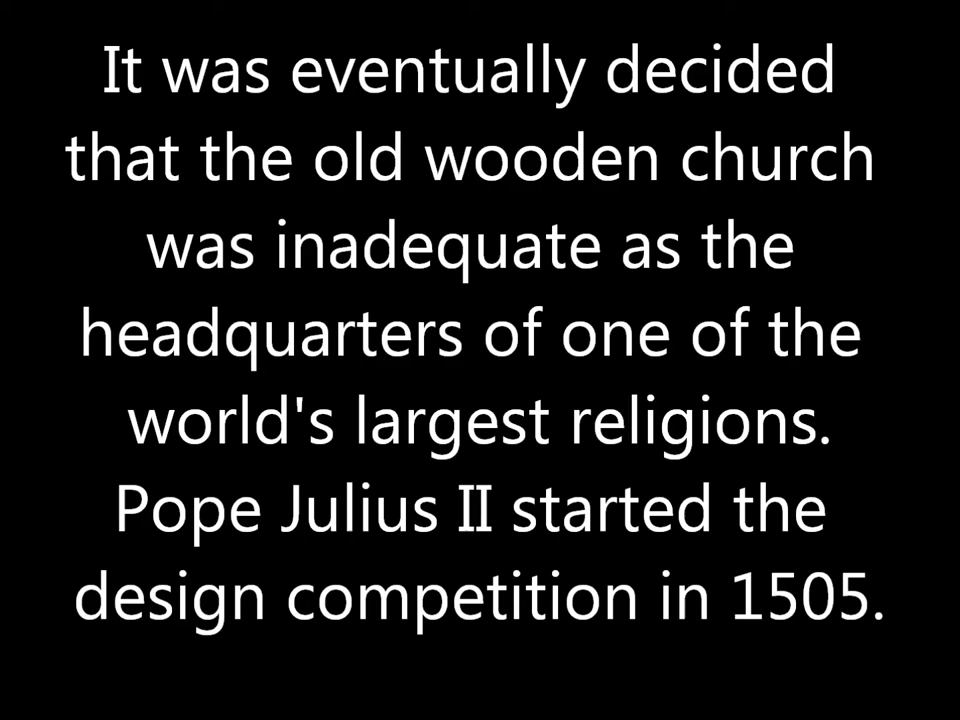 It was eventually decided
that the old wooden church
was inadequate as the
headquarters of one of the
world's largest religions.
Pope Julius II started the
design competition in 1505.